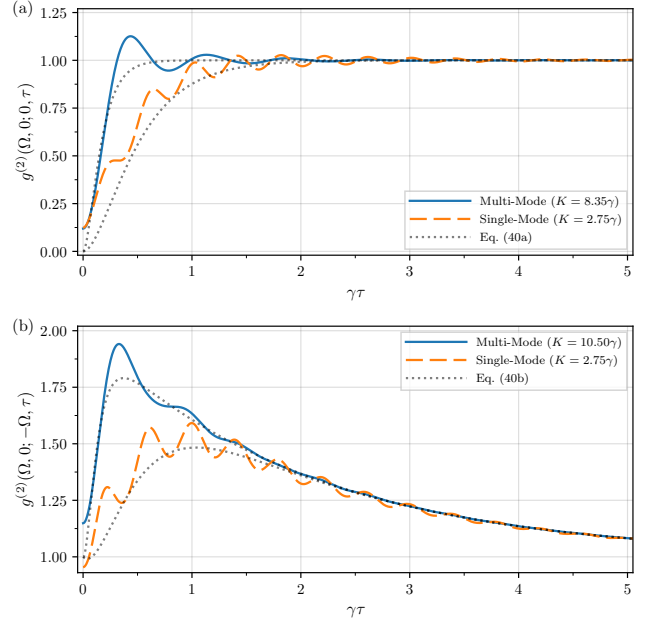 (a)
1.25
1.00
0.75
0.50
0.25
0.00
g^{(2)}(Ω, 0; 0, τ)
Multi-Mode (K = 8.35γ)
Single-Mode (K = 2.75γ)
Eq. (40a)
0 1 2 3 4 5
γτ
(b)
2.00
1.75
1.50
1.25
1.00
g^{(2)}(Ω, 0; −Ω, τ)
Multi-Mode (K = 10.50γ)
Single-Mode (K = 2.75γ)
Eq. (40b)
0 1 2 3 4 5
γτ